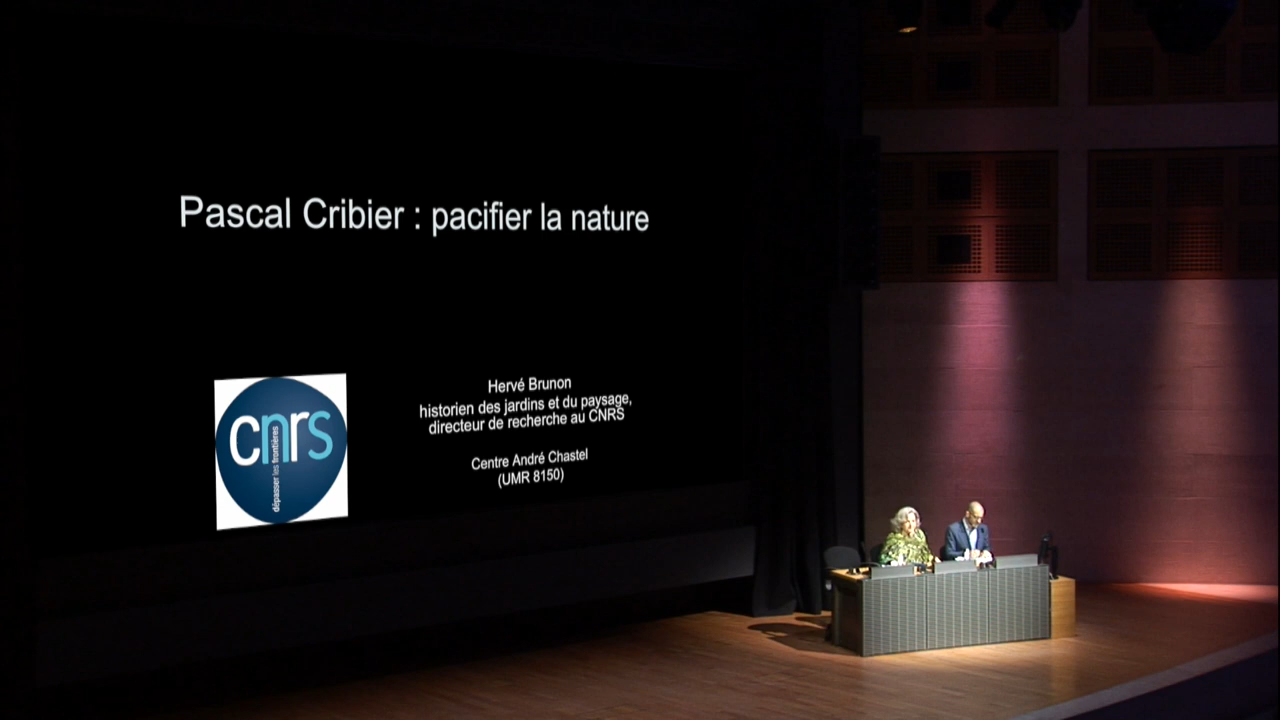 Pascal Cribier : pacifier la nature
Hervé Brunon
historien des jardins et du paysage,
directeur de recherche au CNRS
Centre André Chastel
(UMR 8150)
cnrs
dépasser les frontières